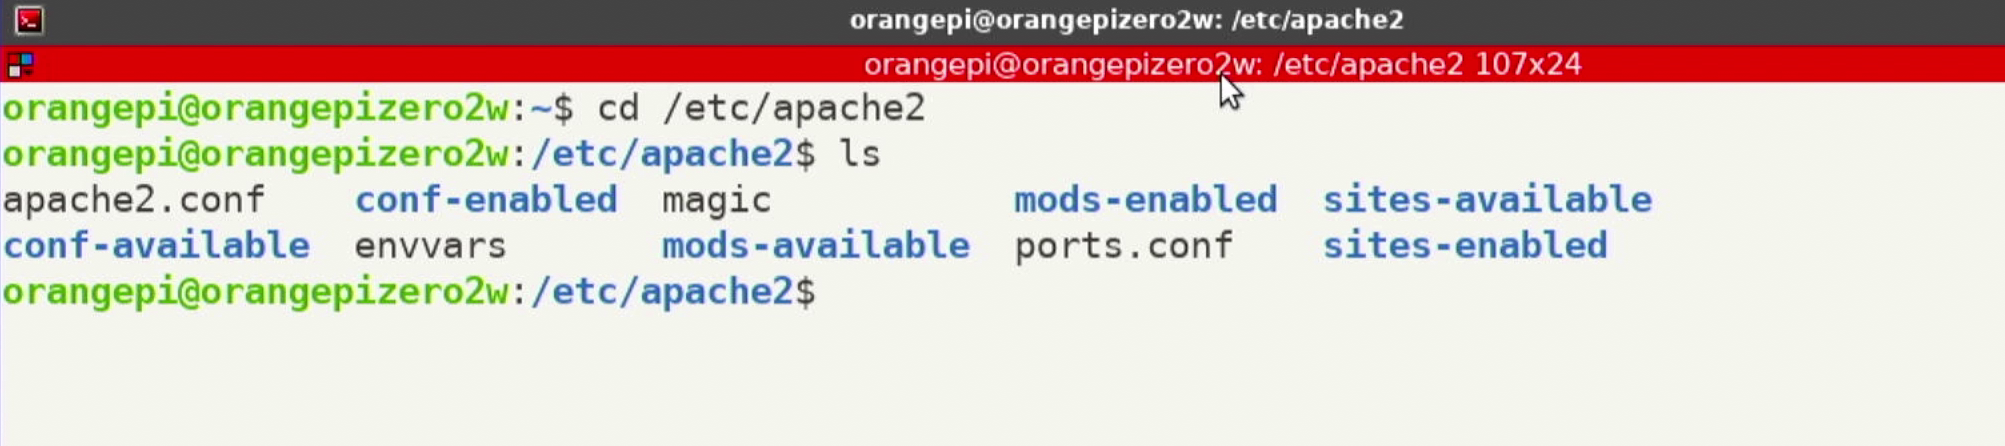 orangepi@orangepizero2w: /etc/apache2
orangepi@orangepizero2w: /etc/apache2 107x24
orangepi@orangepizero2w:~$ cd /etc/apache2
orangepi@orangepizero2w:/etc/apache2$ ls
apache2.conf    conf-enabled  magic           mods-enabled  sites-available
conf-available  envvars       mods-available  ports.conf    sites-enabled
orangepi@orangepizero2w:/etc/apache2$